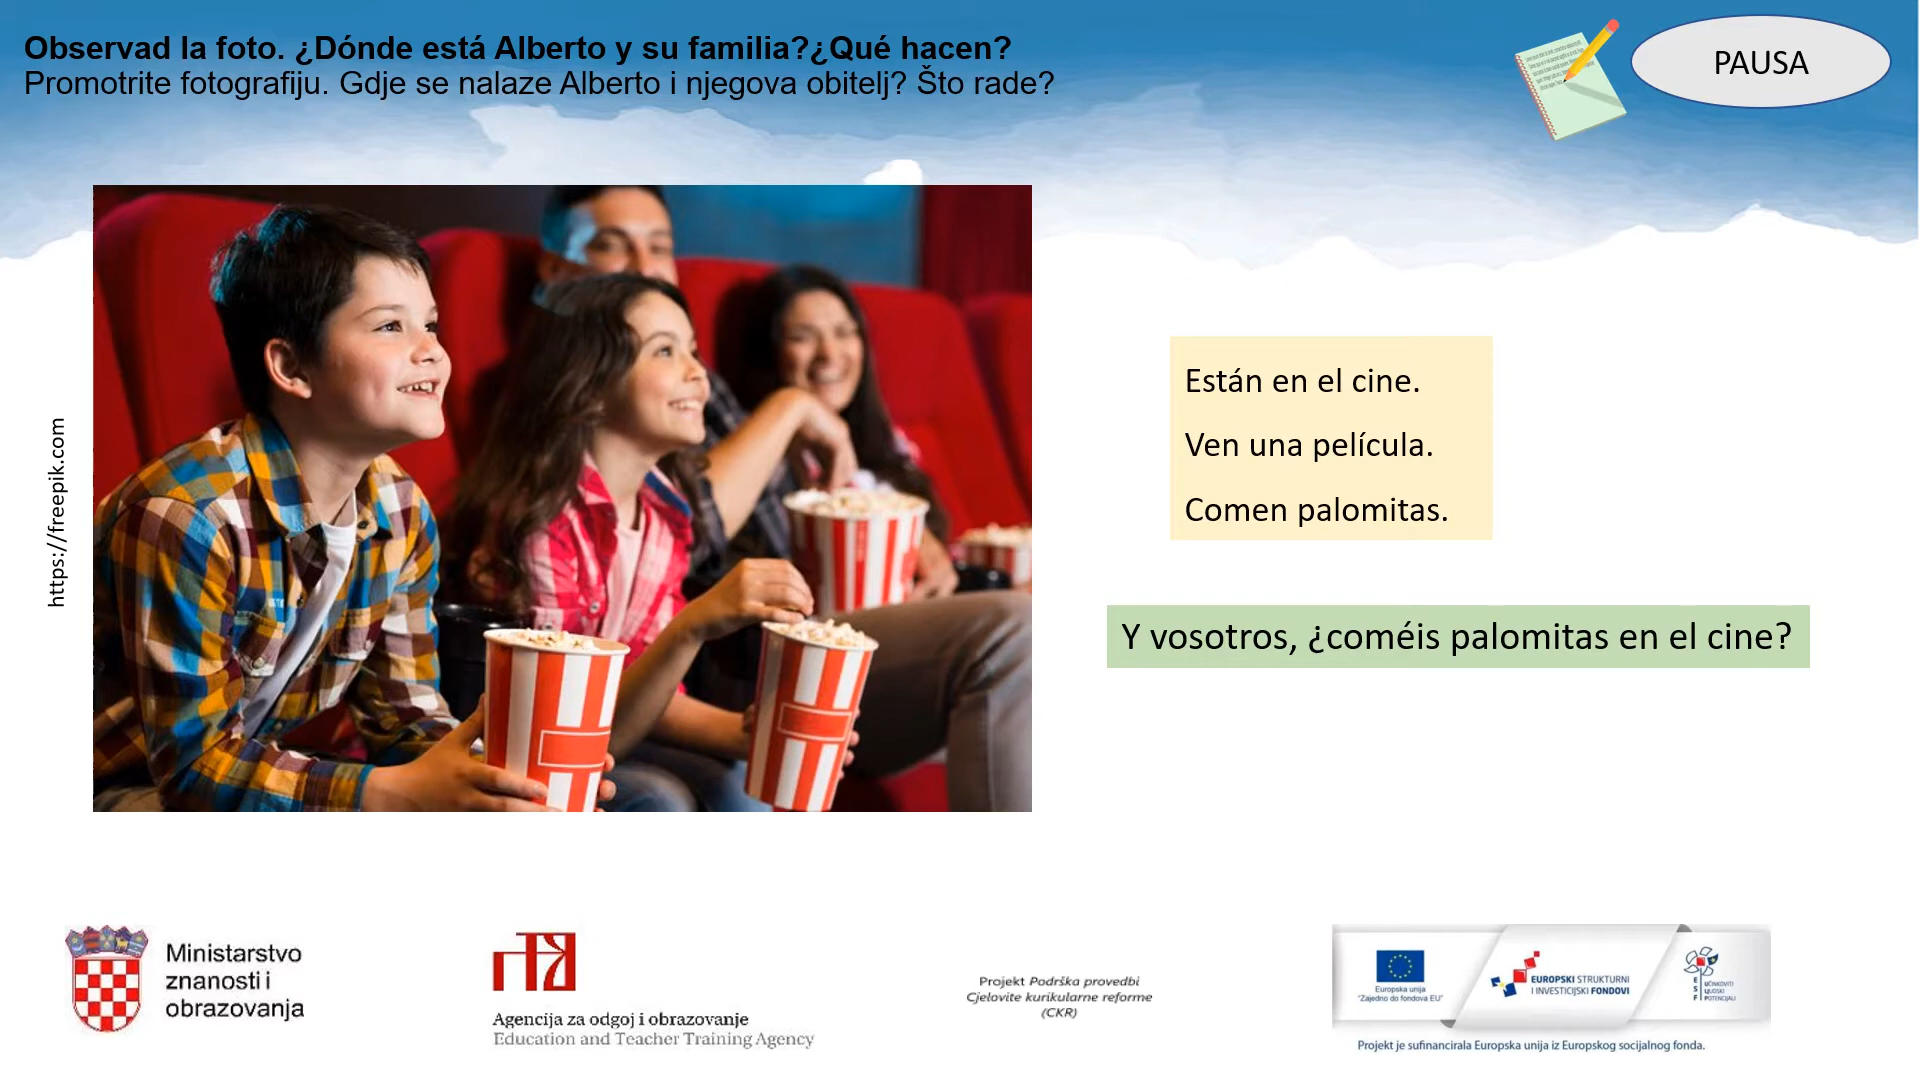 Observad la foto. ¿Dónde está Alberto y su familia?¿Qué hacen?
Promotrite fotografiju. Gdje se nalaze Alberto i njegova obitelj? Što rade?
PAUSA
https://freepik.com
Están en el cine.
Ven una película.
Comen palomitas.
Y vosotros, ¿coméis palomitas en el cine?
Ministarstvo
znanosti i
obrazovanja
Agencija za odgoj i obrazovanje
Education and Teacher Training Agency
Projekt Podrška provedbi
Cjelovite kurikularne reforme
(CKR)
Europska unija
"Zajedno do fondova EU"
EUROPSKI STRUKTURNI
I INVESTICIJSKI FONDOVI
ESF
UČINKOVITI
LJUDSKI
POTENCIJALI
Projekt je sufinancirala Europska unija iz Europskog socijalnog fonda.